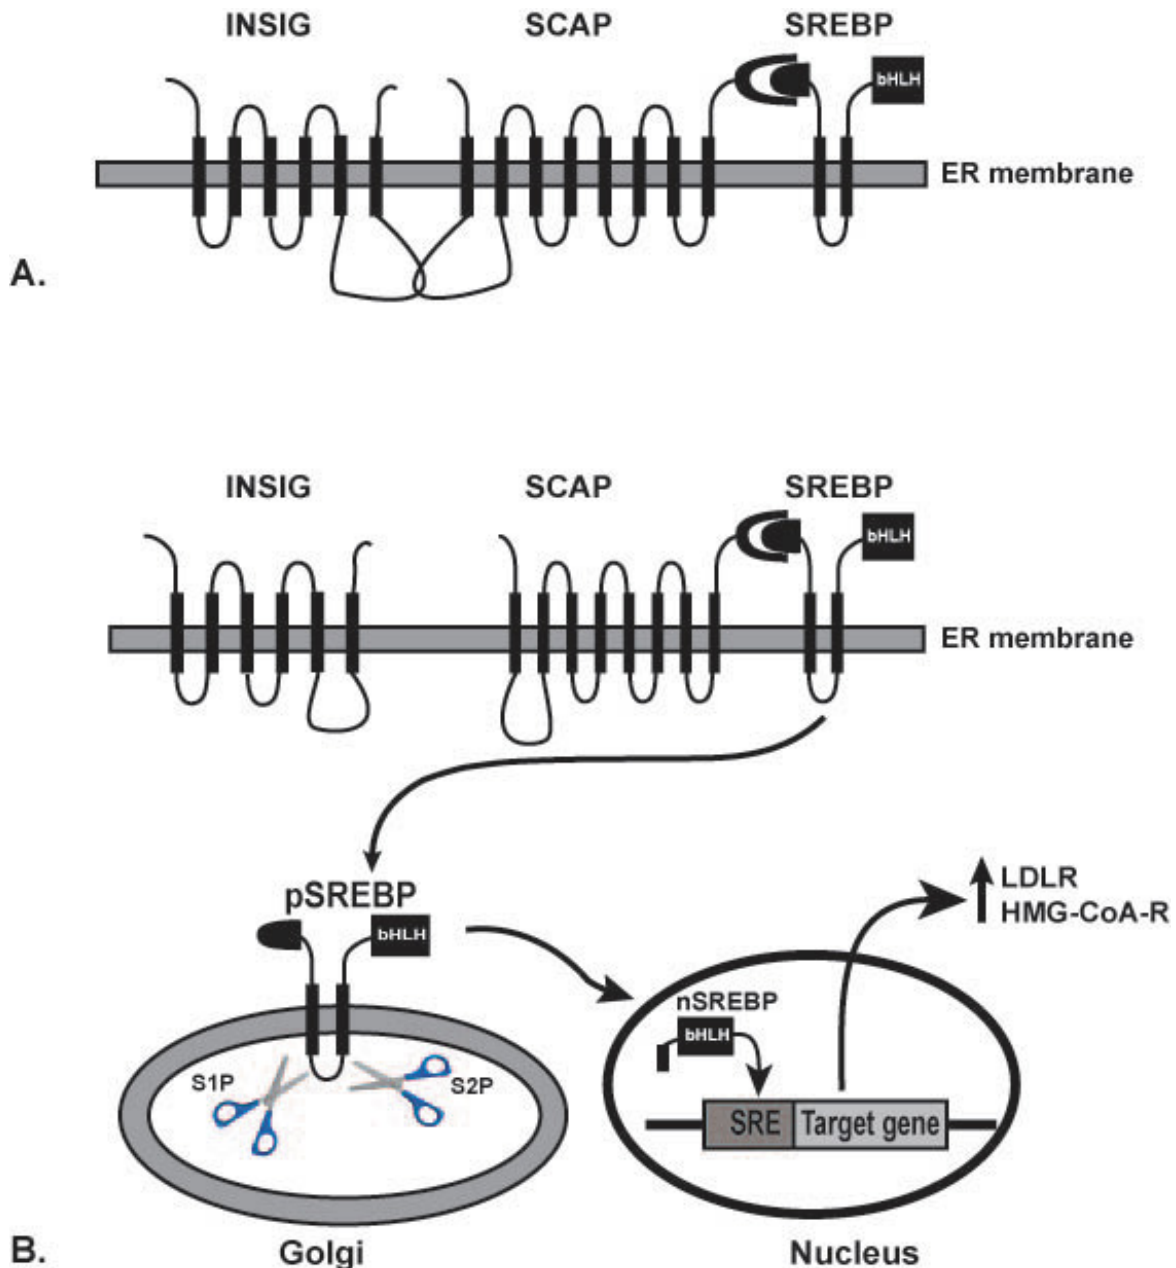 INSIG SCAP SREBP
bHLH
ER membrane
A.
INSIG SCAP SREBP
bHLH
ER membrane
pSREBP
bHLH
LDLR
HMG-CoA-R
nSREBP
bHLH
S1P S2P
SRE Target gene
B. Golgi Nucleus